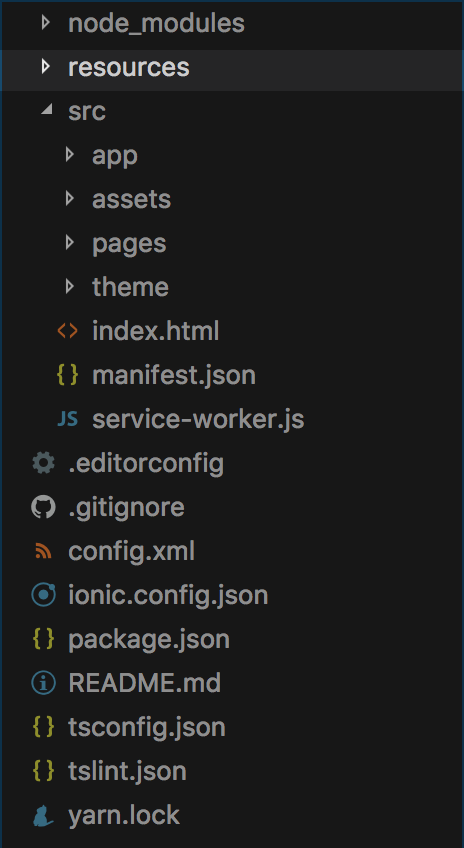 node_modules
resources
src
app
assets
pages
theme
index.html
manifest.json
JS service-worker.js
.editorconfig
.gitignore
config.xml
ionic.config.json
package.json
README.md
tsconfig.json
tslint.json
yarn.lock